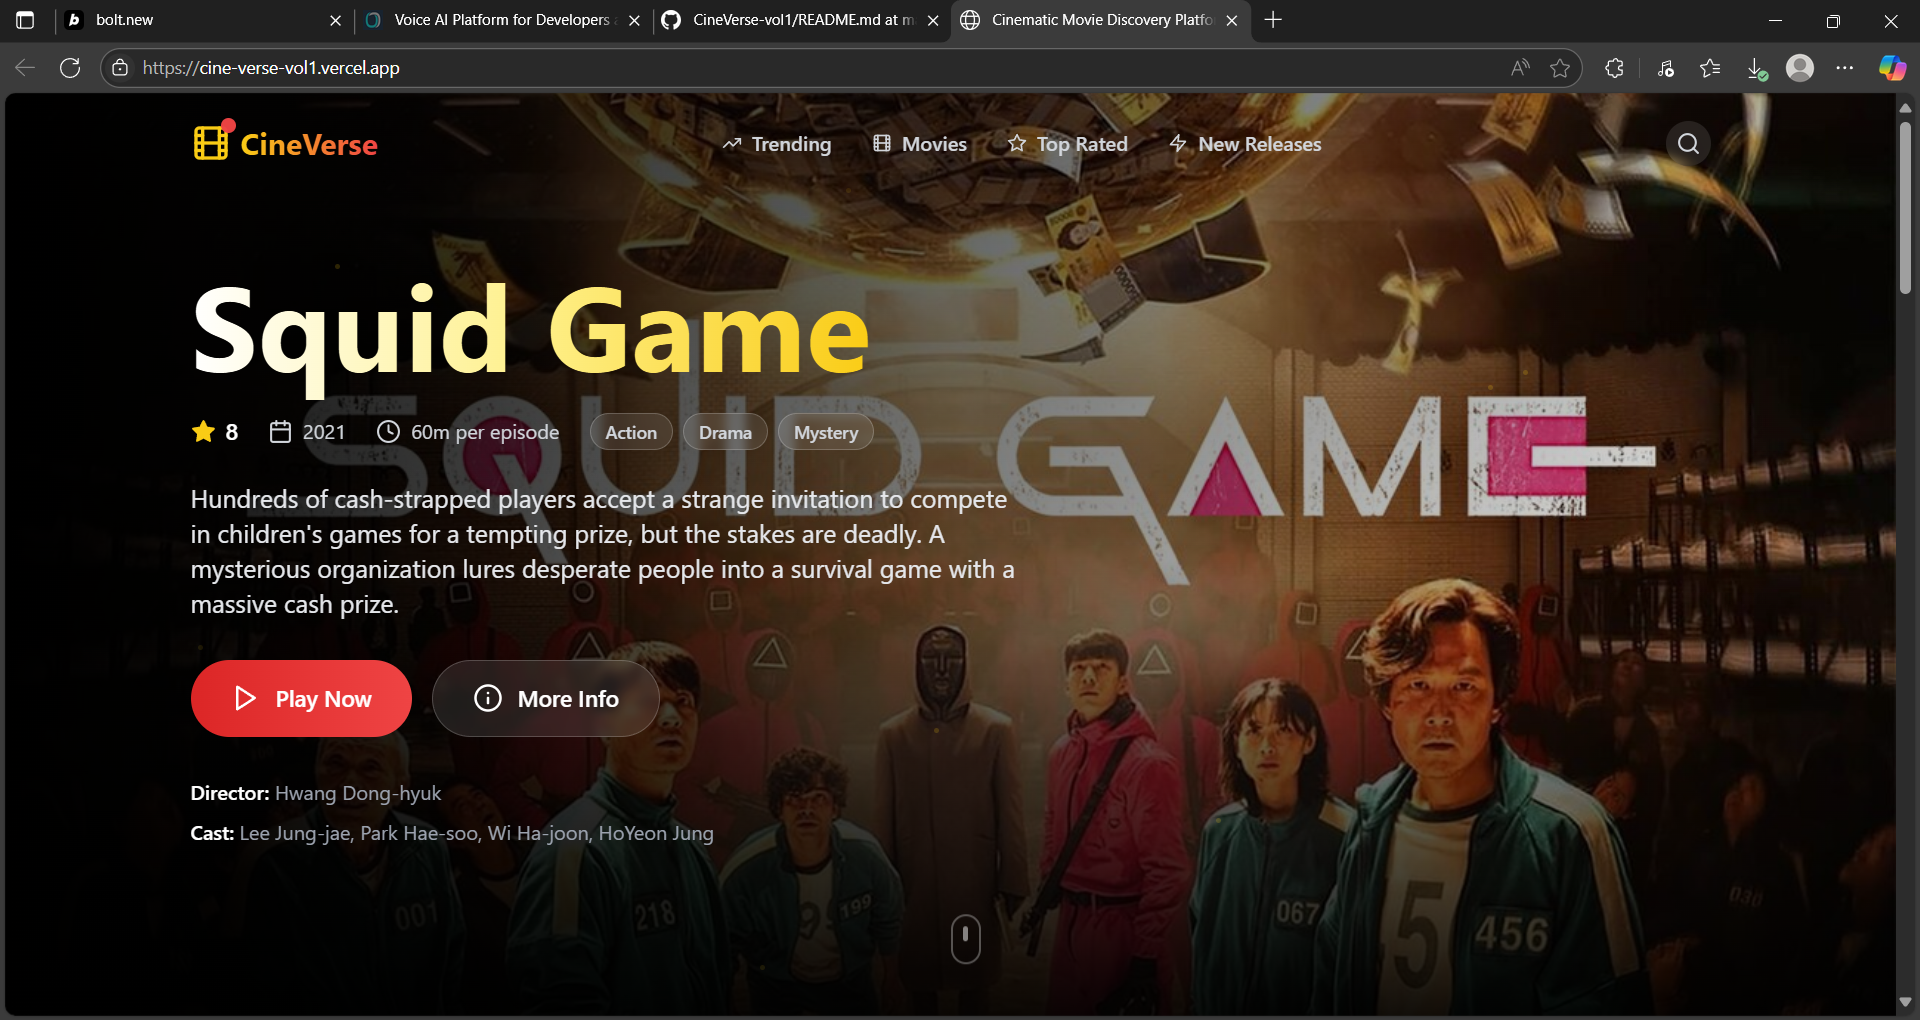 bolt.new
Voice AI Platform for Developers
CineVerse-vol1/README.md at m
Cinematic Movie Discovery Platfo
https://cine-verse-vol1.vercel.app
CineVerse
Trending
Movies
Top Rated
New Releases
Squid Game
8
2021
60m per episode
Action
Drama
Mystery
SQUID GAME
Hundreds of cash-strapped players accept a strange invitation to compete
in children's games for a tempting prize, but the stakes are deadly. A
mysterious organization lures desperate people into a survival game with a
massive cash prize.
Play Now
More Info
Director: Hwang Dong-hyuk
Cast: Lee Jung-jae, Park Hae-soo, Wi Ha-joon, HoYeon Jung
001
218
199
067
456